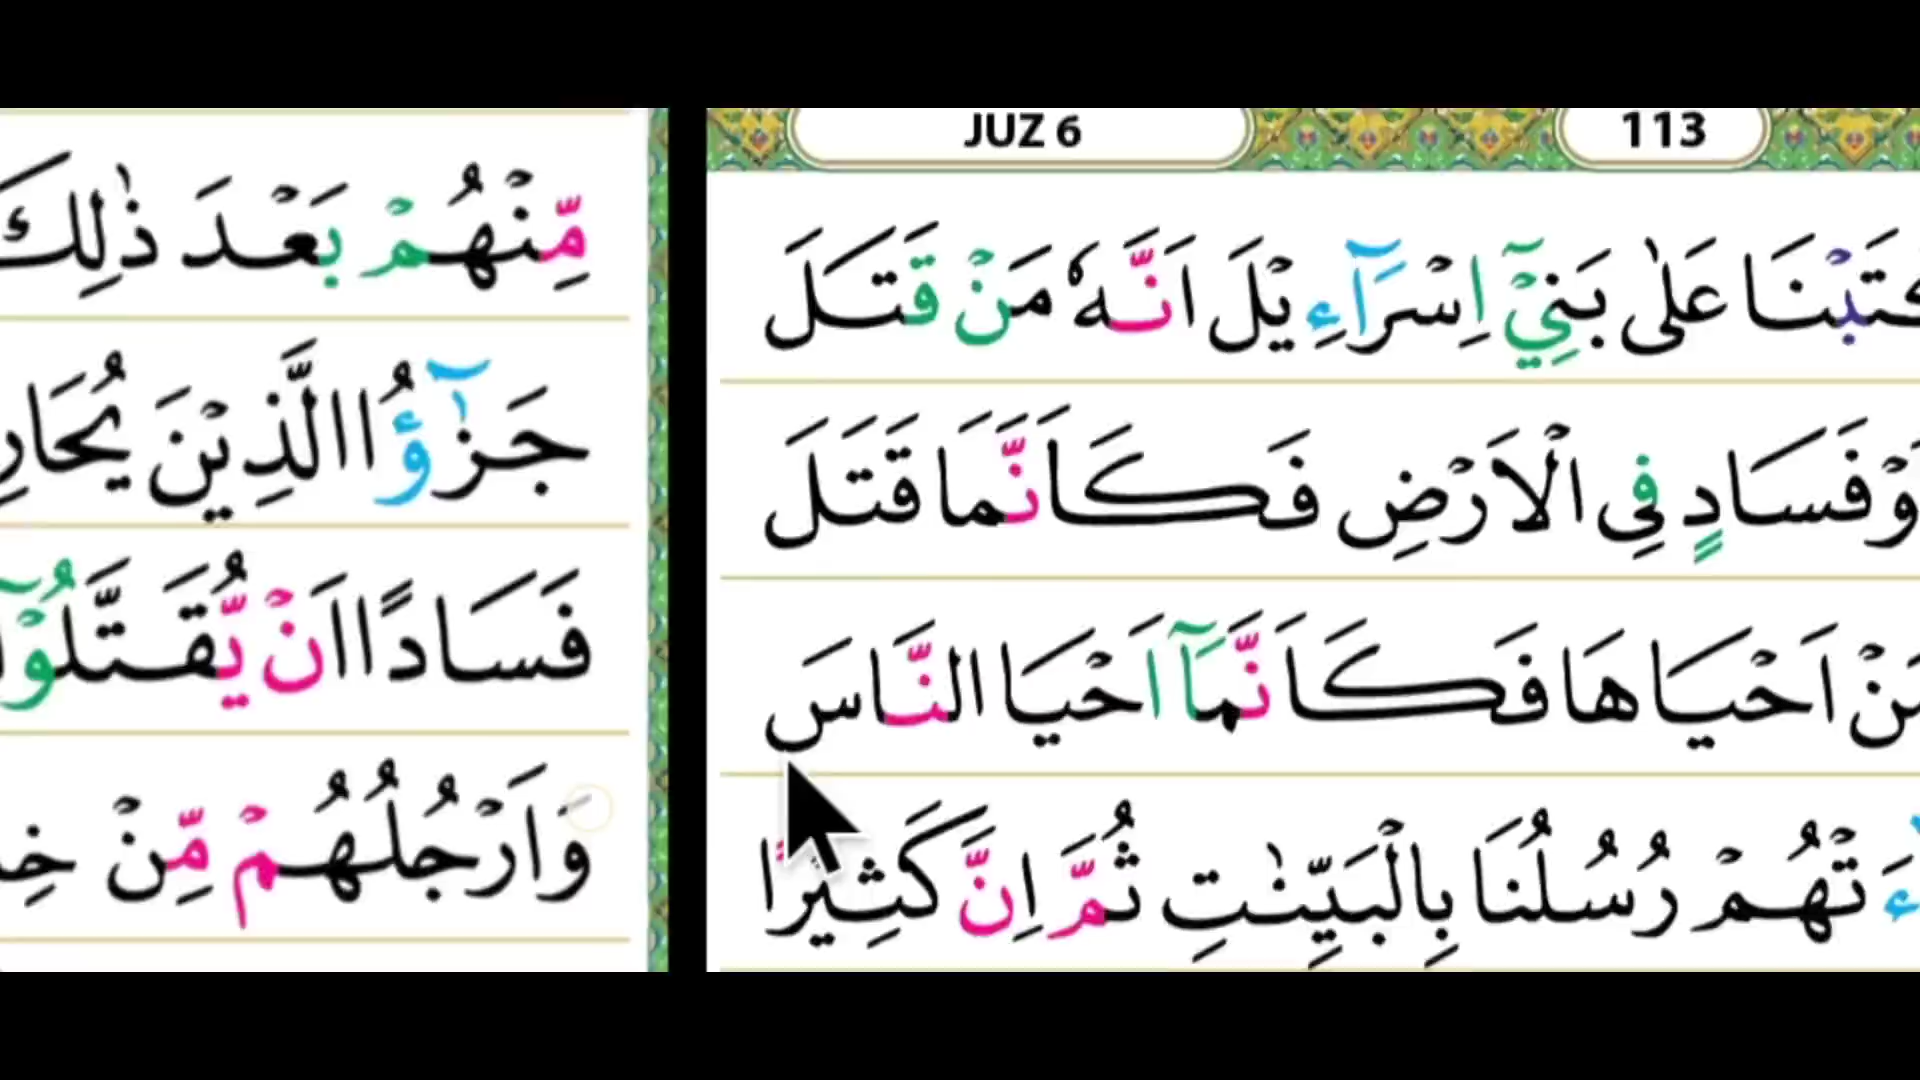 JUZ 6
113
كَتَبْنَا عَلٰى بَنِيْٓ اِسْرَآءِيْلَ اَنَّهٗ مَنْ قَتَلَ
وْ فَسَادٍ فِى الْاَرْضِ فَكَاَنَّمَا قَتَلَ
مَنْ اَحْيَاهَا فَكَاَنَّمَآ اَحْيَا النَّاسَ
ءَتْهُمْ رُسُلُنَا بِالْبَيِّنٰتِ ثُمَّ اِنَّ كَثِيْرًا
مِّنْهُمْ بَعْدَ ذٰلِكَ
جَزٰٓؤُا الَّذِيْنَ يُحَارِ
فَسَادًا اَنْ يُّقَتَّلُوْٓا
وَاَرْجُلُهُمْ مِّنْ خِ